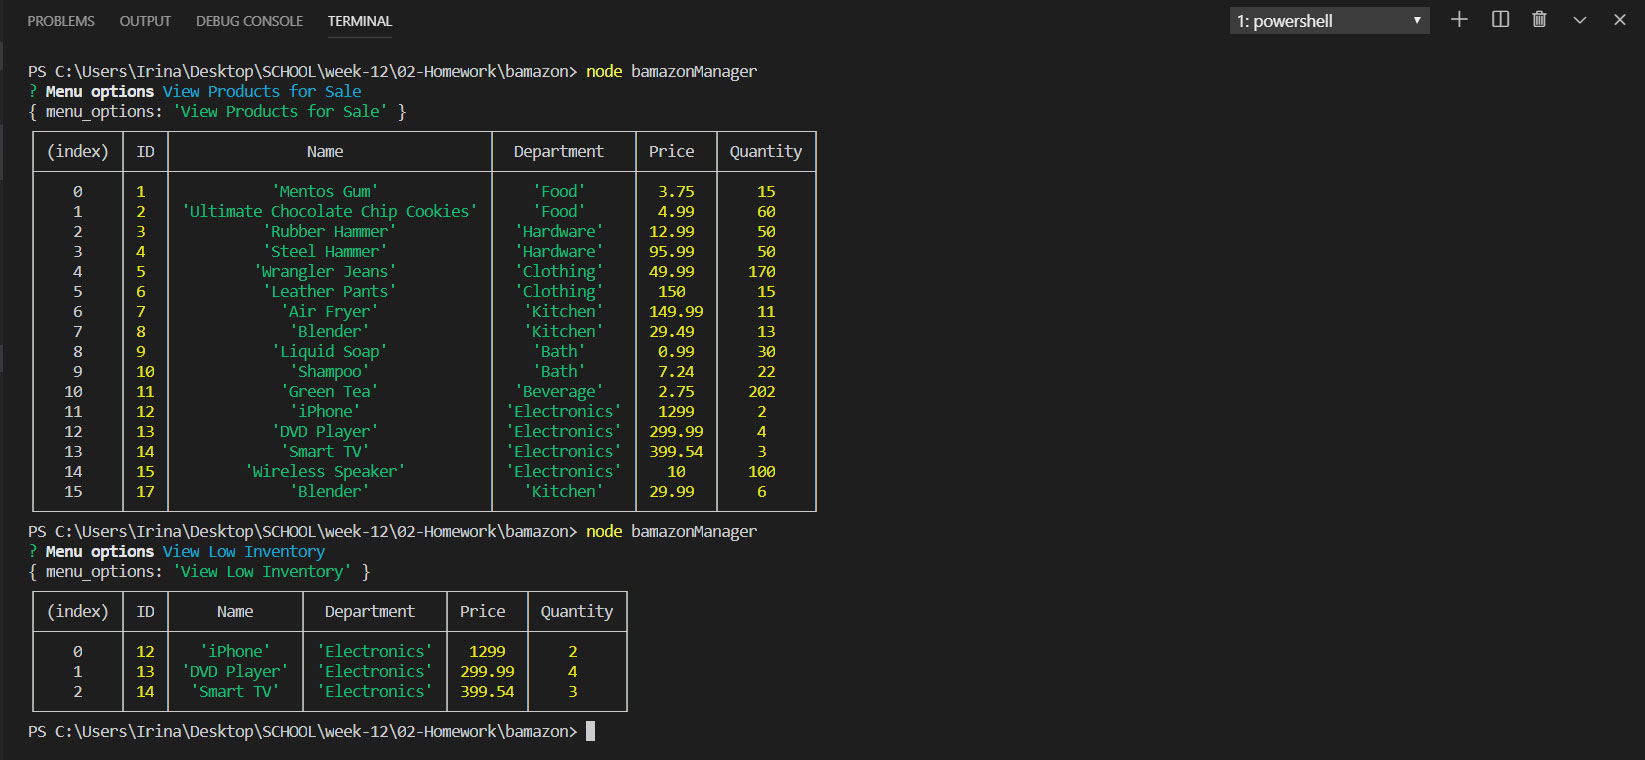 PROBLEMS OUTPUT DEBUG CONSOLE TERMINAL 1: powershell
PS C:\Users\Irina\Desktop\SCHOOL\week-12\02-Homework\bamazon> node bamazonManager
? Menu options View Products for Sale
{ menu_options: 'View Products for Sale' }
(index) ID Name Department Price Quantity
0 1 'Mentos Gum' 'Food' 3.75 15
1 2 'Ultimate Chocolate Chip Cookies' 'Food' 4.99 60
2 3 'Rubber Hammer' 'Hardware' 12.99 50
3 4 'Steel Hammer' 'Hardware' 95.99 50
4 5 'Wrangler Jeans' 'Clothing' 49.99 170
5 6 'Leather Pants' 'Clothing' 150 15
6 7 'Air Fryer' 'Kitchen' 149.99 11
7 8 'Blender' 'Kitchen' 29.49 13
8 9 'Liquid Soap' 'Bath' 0.99 30
9 10 'Shampoo' 'Bath' 7.24 22
10 11 'Green Tea' 'Beverage' 2.75 202
11 12 'iPhone' 'Electronics' 1299 2
12 13 'DVD Player' 'Electronics' 299.99 4
13 14 'Smart TV' 'Electronics' 399.54 3
14 15 'Wireless Speaker' 'Electronics' 10 100
15 17 'Blender' 'Kitchen' 29.99 6
PS C:\Users\Irina\Desktop\SCHOOL\week-12\02-Homework\bamazon> node bamazonManager
? Menu options View Low Inventory
{ menu_options: 'View Low Inventory' }
(index) ID Name Department Price Quantity
0 12 'iPhone' 'Electronics' 1299 2
1 13 'DVD Player' 'Electronics' 299.99 4
2 14 'Smart TV' 'Electronics' 399.54 3
PS C:\Users\Irina\Desktop\SCHOOL\week-12\02-Homework\bamazon>